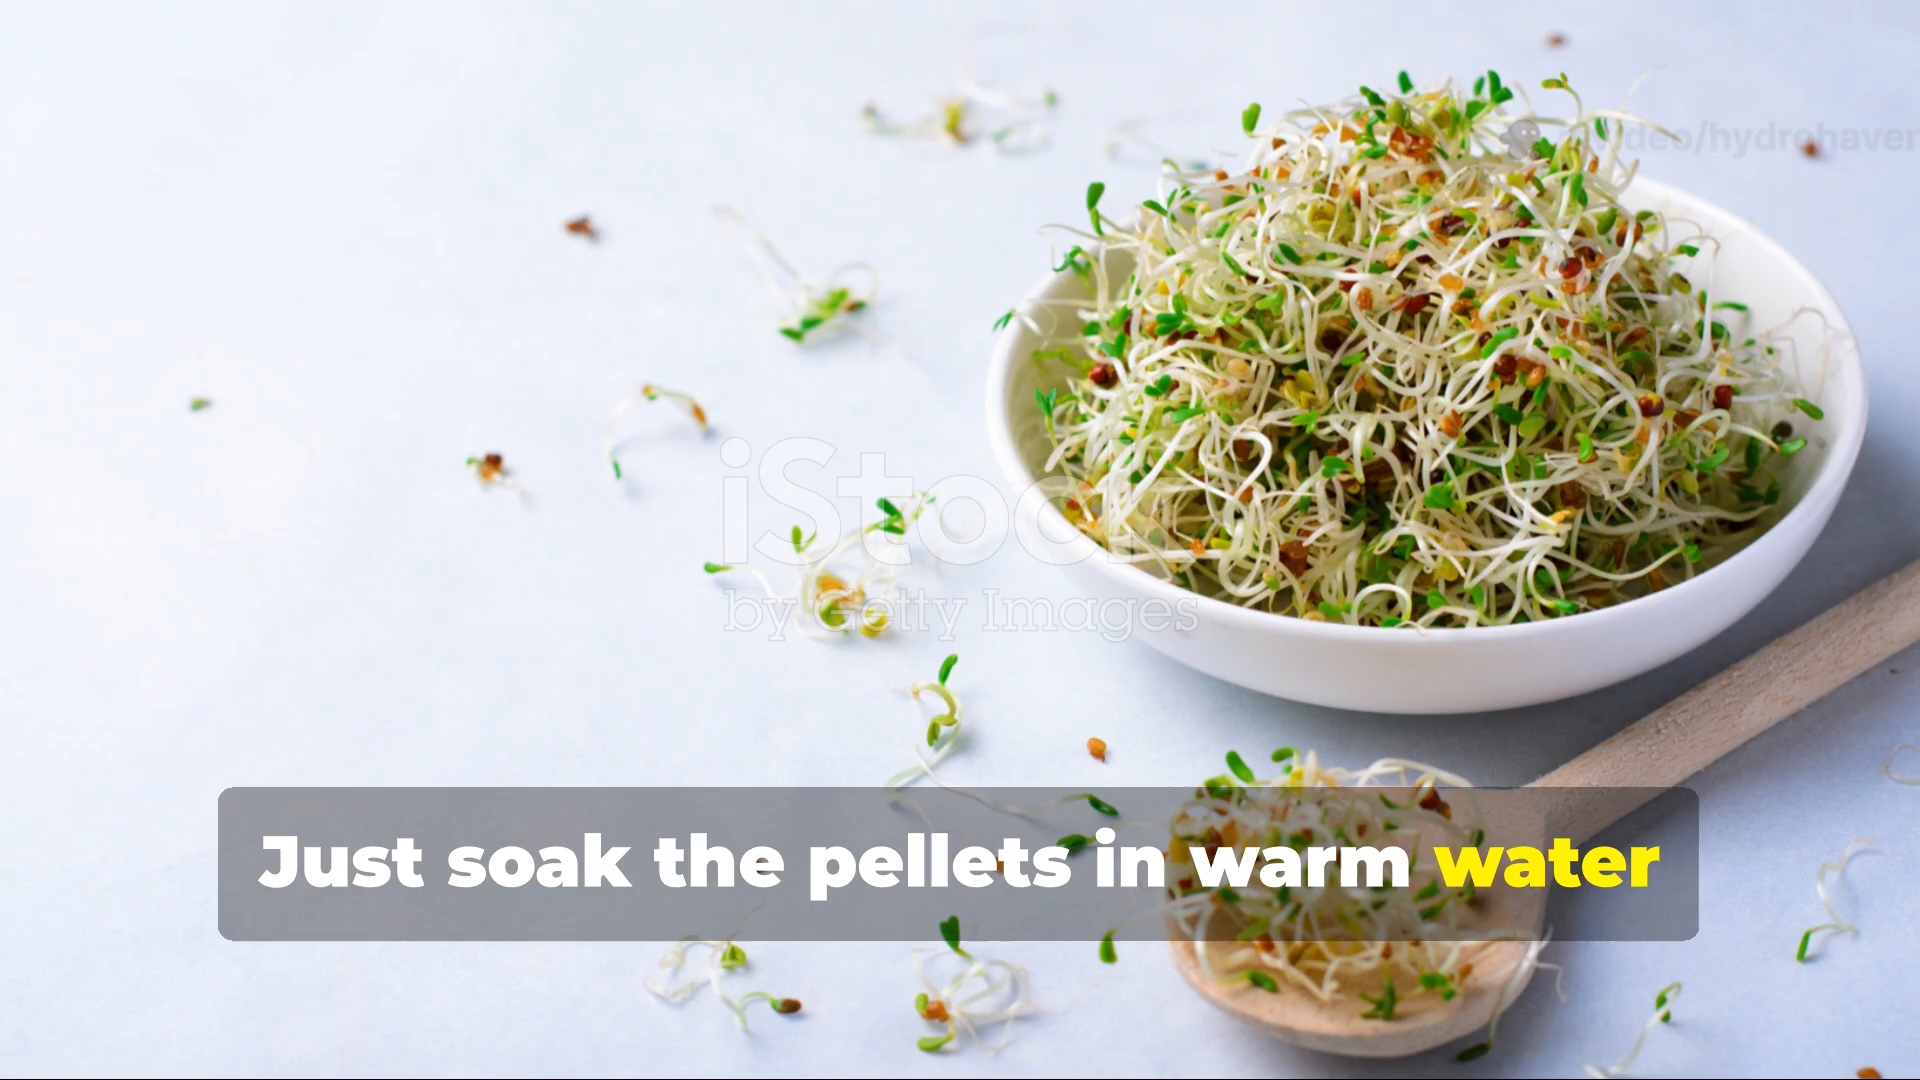 iStock
by Getty Images
Just soak the pellets in warm water